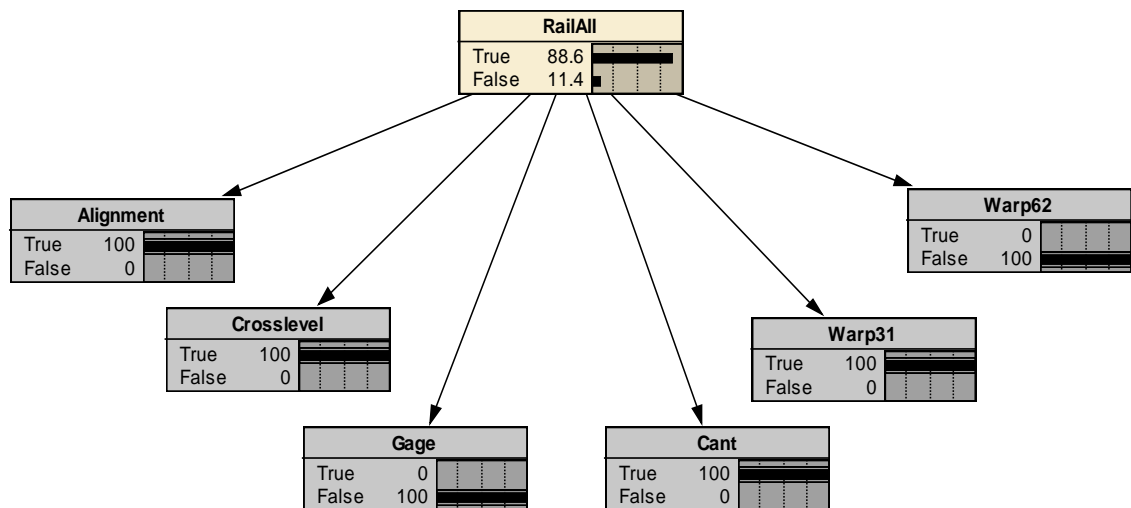 RailAll
True 88.6
False 11.4
Alignment
True 100
False 0
Warp62
True 0
False 100
Crosslevel
True 100
False 0
Warp31
True 100
False 0
Gage
True 0
False 100
Cant
True 100
False 0